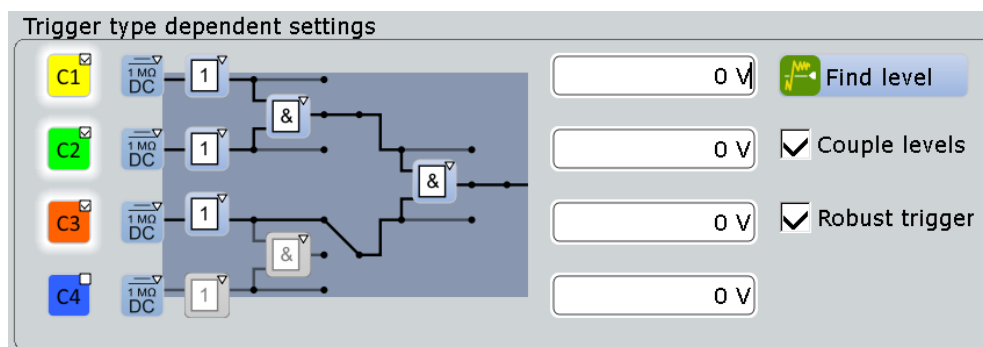 Trigger type dependent settings
C1 1 MΩ DC 1 0 V Find level
&
C2 1 MΩ DC 1 0 V Couple levels
&
C3 1 MΩ DC 1 0 V Robust trigger
&
C4 1 MΩ DC 1 0 V